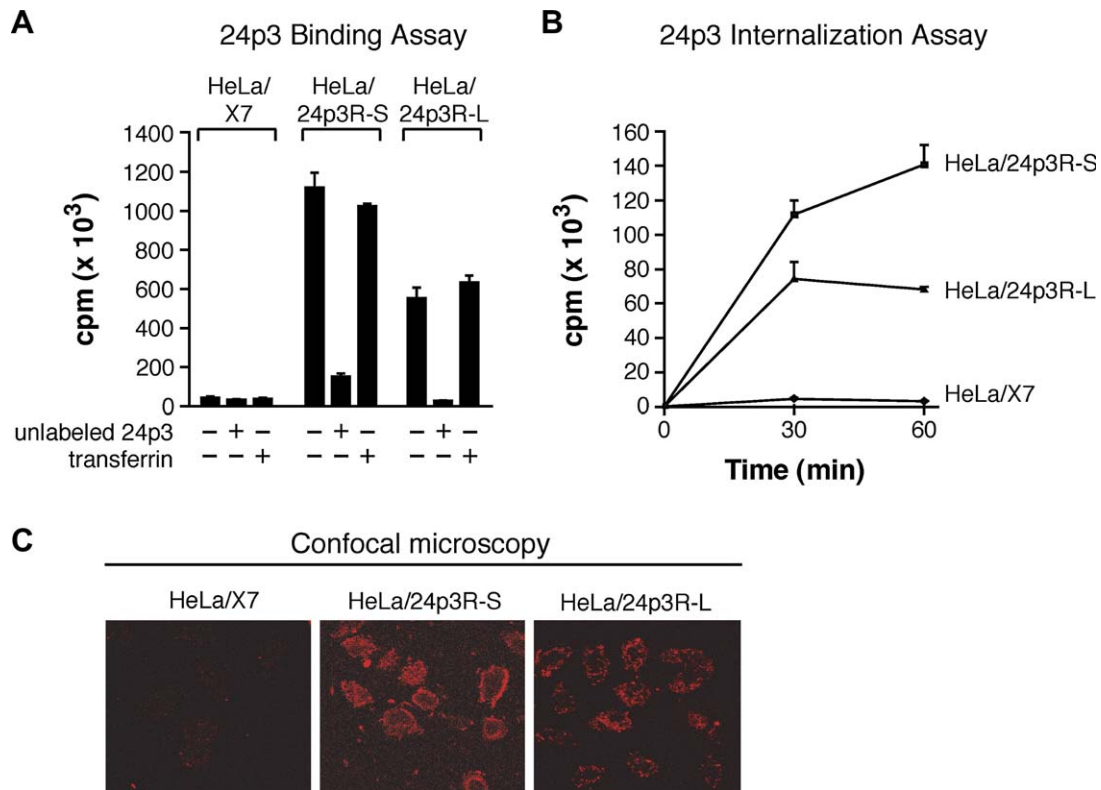 A
24p3 Binding Assay
HeLa/
X7
HeLa/
24p3R-S
HeLa/
24p3R-L
cpm (x 10³)
1400
1200
1000
800
600
400
200
0
unlabeled 24p3 – + – – + – – + –
transferrin – – + – – + – – +
B
24p3 Internalization Assay
cpm (x 10³)
160
140
120
100
80
60
40
20
0
HeLa/24p3R-S
HeLa/24p3R-L
HeLa/X7
0 30 60
Time (min)
C
Confocal microscopy
HeLa/X7 HeLa/24p3R-S HeLa/24p3R-L